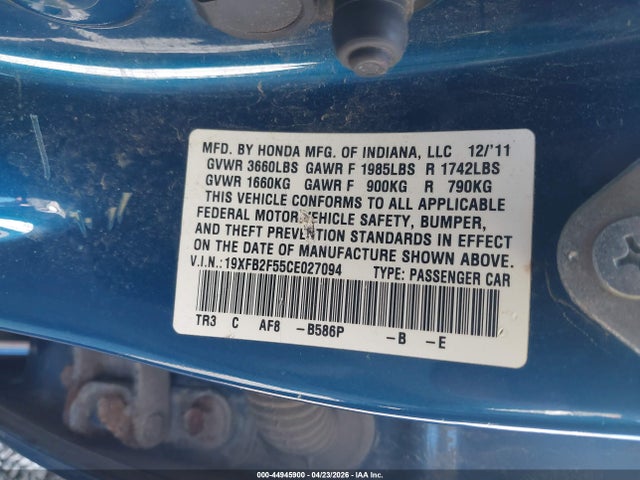 MFD. BY HONDA MFG. OF INDIANA, LLC 12/'11
GVWR 3660LBS GAWR F 1985LBS R 1742LBS
GVWR 1660KG GAWR F 900KG R 790KG
THIS VEHICLE CONFORMS TO ALL APPLICABLE
FEDERAL MOTOR VEHICLE SAFETY, BUMPER,
AND THEFT PREVENTION STANDARDS IN EFFECT
ON THE DATE OF MANUFACTURE SHOWN ABOVE.
V.I.N.:19XFB2F55CE027094 TYPE: PASSENGER CAR
TR3 C AF8 -B586P -B -E
000-44945900 - 04/23/2026 - IAA Inc.